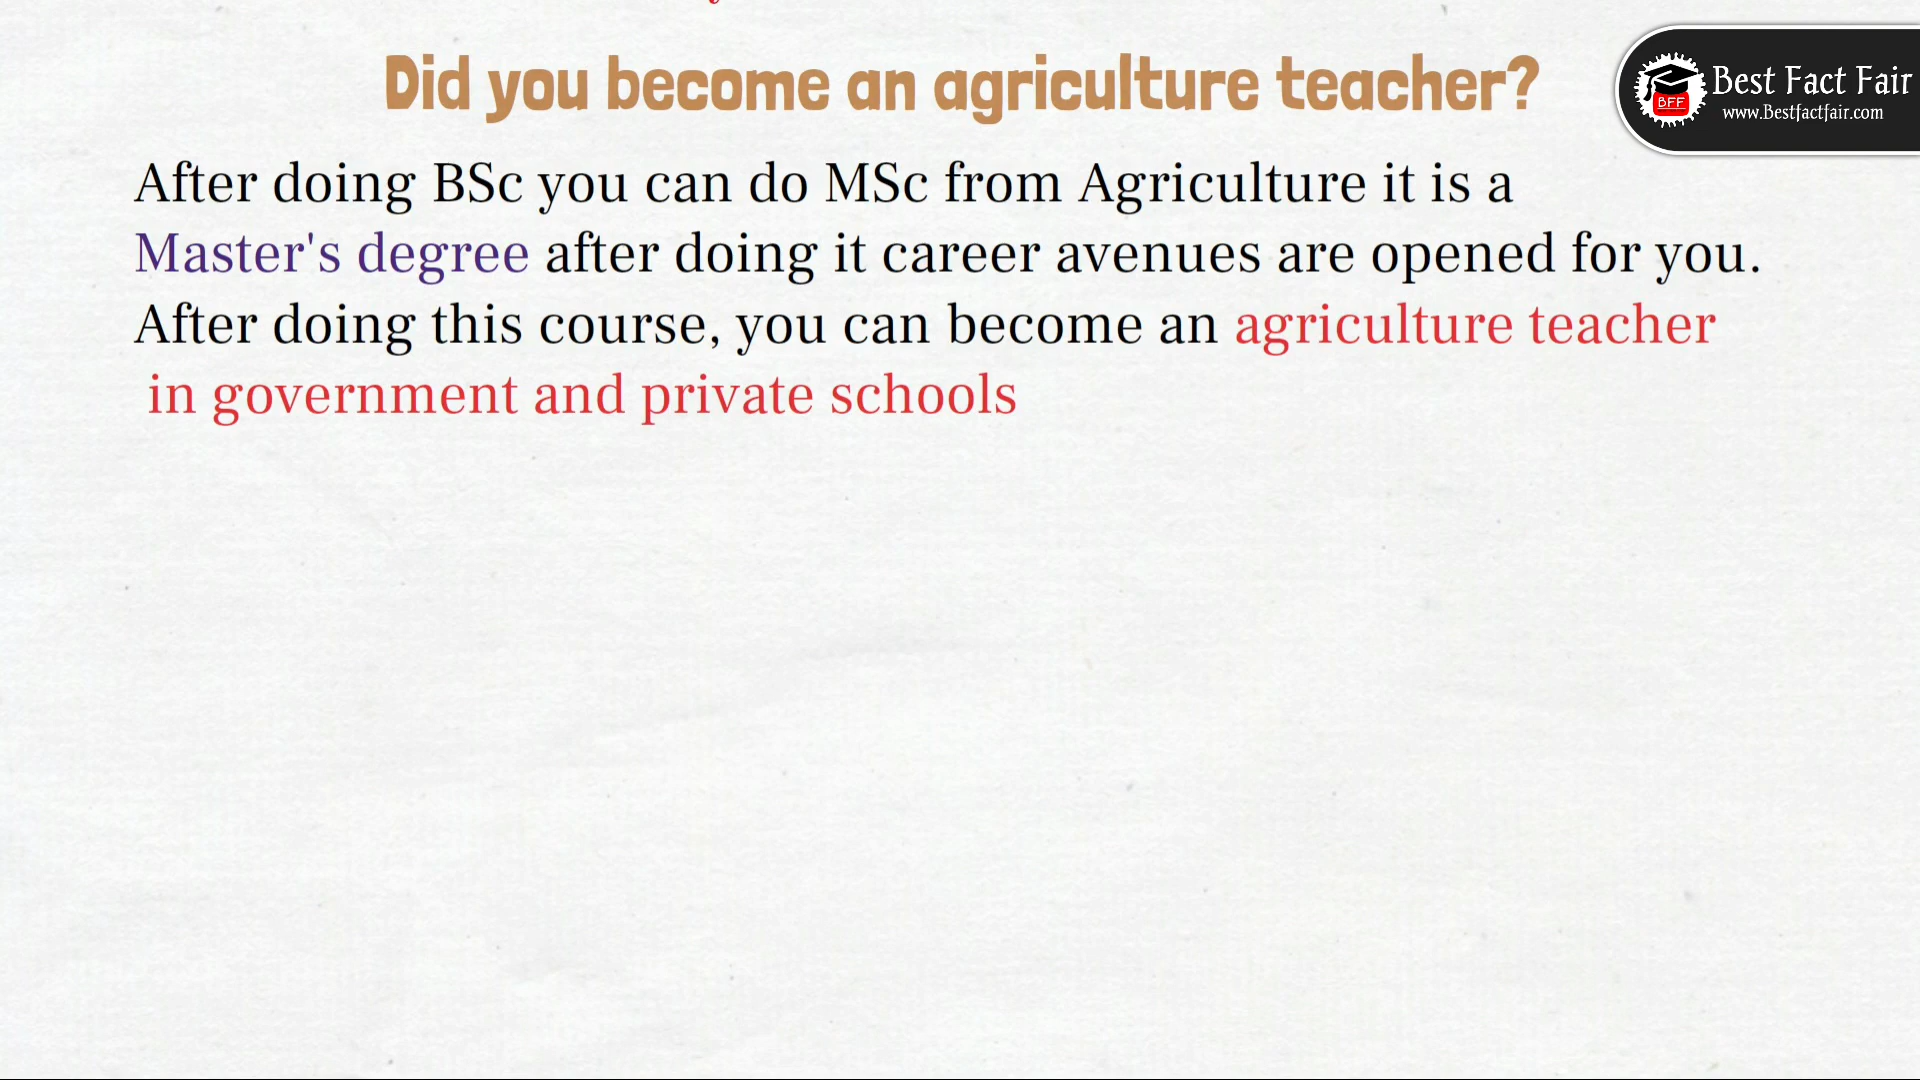 Did you become an agriculture teacher?
BFF
Best Fact Fair
www.Bestfactfair.com
After doing BSc you can do MSc from Agriculture it is a
Master's degree after doing it career avenues are opened for you.
After doing this course, you can become an agriculture teacher
in government and private schools